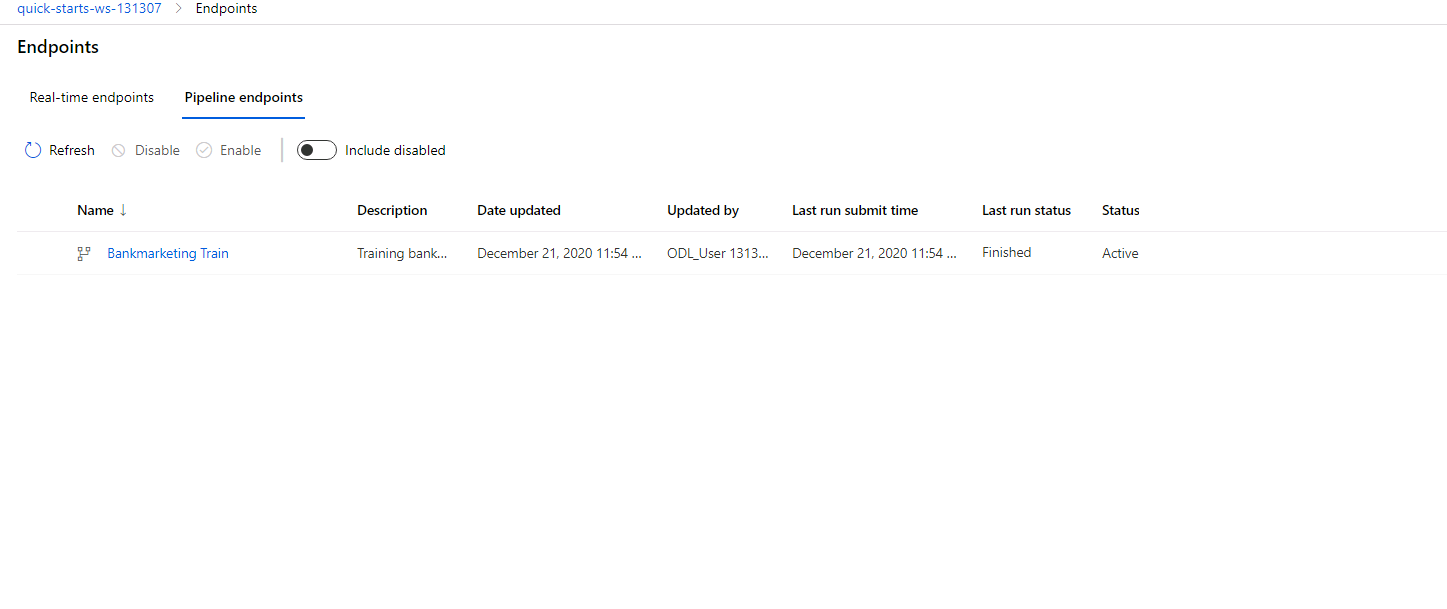 quick-starts-ws-131307 > Endpoints
Endpoints
Real-time endpoints Pipeline endpoints
Refresh Disable Enable Include disabled
Name ↓ Description Date updated Updated by Last run submit time Last run status Status
Bankmarketing Train Training bank... December 21, 2020 11:54 ... ODL_User 1313... December 21, 2020 11:54 ... Finished Active